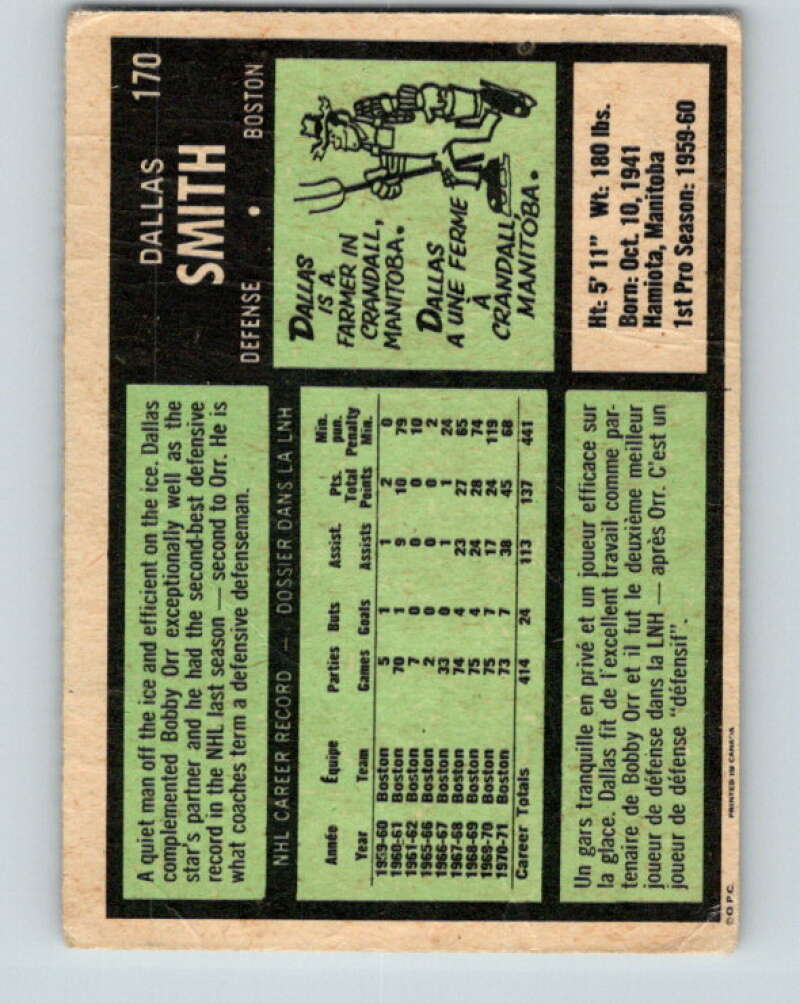 DALLAS 170
SMITH
DEFENSE • BOSTON
A quiet man off the ice and efficient on the ice. Dallas
complemented Bobby Orr exceptionally well as the
star's partner and he had the second-best defensive
record in the NHL last season — second to Orr. He is
what coaches term a defensive defenseman.
DALLAS
IS A
FARMER IN
CRANDALL,
MANITOBA.
DALLAS
A UNE FERME
À
CRANDALL,
MANITOBA.
NHL CAREER RECORD — DOSSIER DANS LA LNH
Année Équipe Parties Buts Assist. Pts. Total Min. pun. Penalty
Year Team Games Goals Assists Points Min.
1959-60 Boston 5 1 1 2 0
1960-61 Boston 70 1 9 10 79
1961-62 Boston 7 0 0 0 10
1965-66 Boston 2 0 0 0 2
1966-67 Boston 33 0 1 1 24
1967-68 Boston 74 4 23 27 65
1968-69 Boston 75 4 24 28 74
1969-70 Boston 75 7 17 24 119
1970-71 Boston 73 7 38 45 68
Career Totals 414 24 113 137 441
Ht: 5' 11" Wt: 180 lbs.
Born: Oct. 10, 1941
Hamiota, Manitoba
1st Pro Season: 1959-60
Un gars tranquille en privé et un joueur efficace sur
la glace. Dallas fit de l'excellent travail comme par-
tenaire de Bobby Orr et il fut le deuxième meilleur
joueur de défense dans la LNH — après Orr. C'est un
joueur de défense "défensif".
©O.P.C. PRINTED IN CANADA